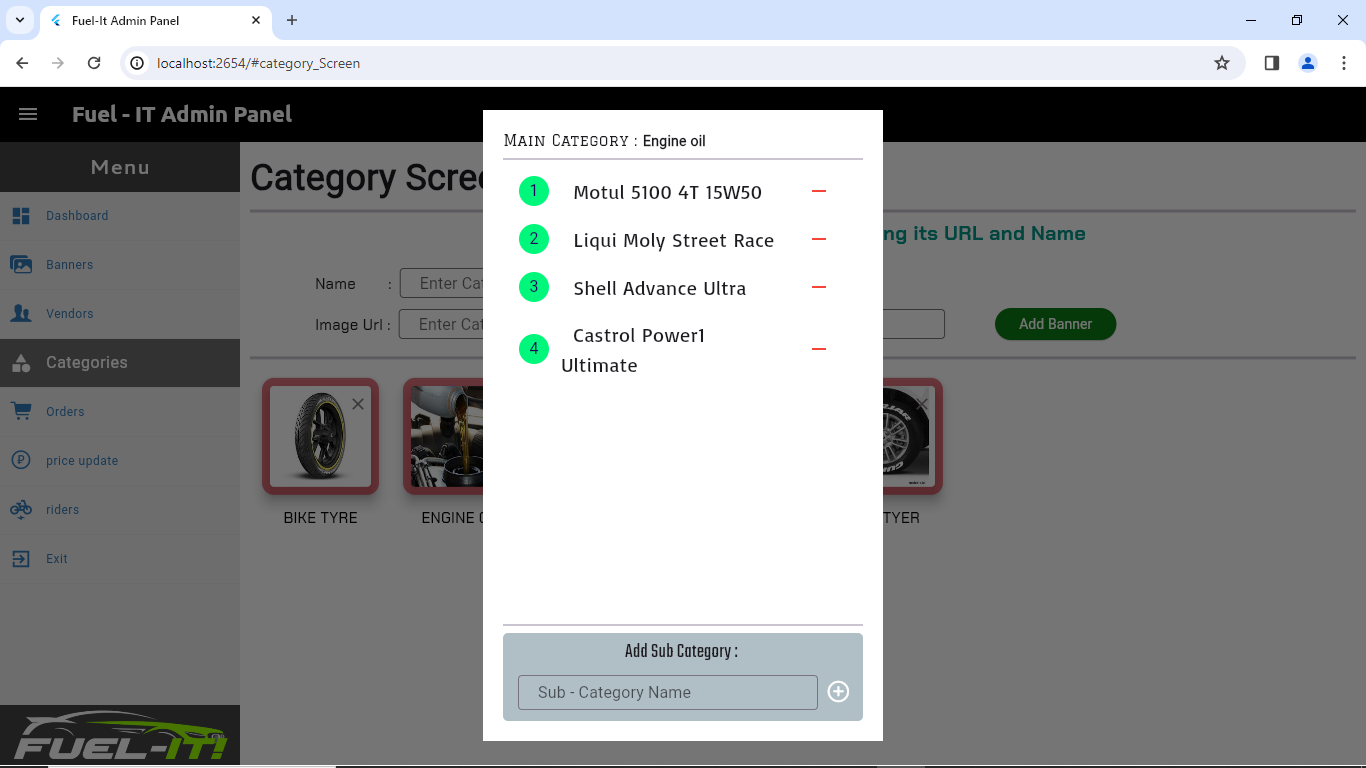 Fuel-It Admin Panel
localhost:2654/#category_Screen
Fuel - IT Admin Panel
Menu
Dashboard
Banners
Vendors
Categories
Orders
price update
riders
Exit
FUEL-IT!
Category
ng its URL and Name
Name :
Enter
Image Url :
Enter
Add Banner
BIKE TYRE
ENGINE
TYER
Main Category : Engine oil
1 Motul 5100 4T 15W50
2 Liqui Moly Street Race
3 Shell Advance Ultra
4 Castrol Power1
Ultimate
Add Sub Category :
Sub - Category Name